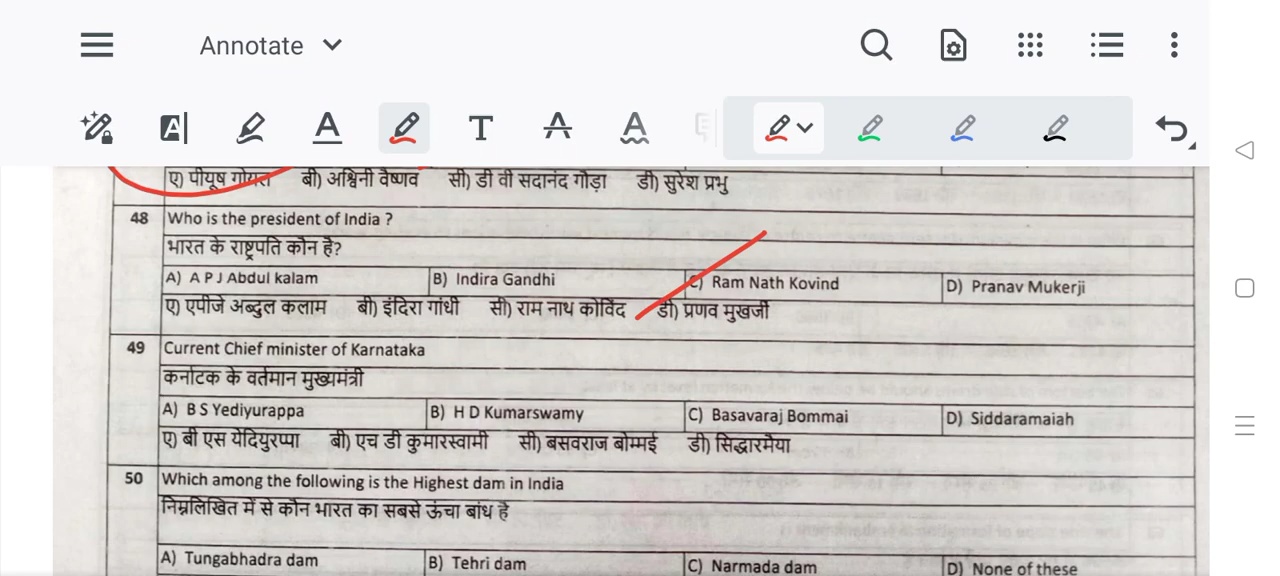 Annotate
ए) पीयूष गोयल बी) अश्विनी वैष्णव सी) डी वी सदानंद गौड़ा डी) सुरेश प्रभु
48 Who is the president of India ?
भारत के राष्ट्रपति कौन है?
A) A P J Abdul kalam B) Indira Gandhi C) Ram Nath Kovind D) Pranav Mukerji
ए) एपीजे अब्दुल कलाम बी) इंदिरा गांधी सी) राम नाथ कोविंद डी) प्रणव मुखर्जी
49 Current Chief minister of Karnataka
कर्नाटक के वर्तमान मुख्यमंत्री
A) B S Yediyurappa B) H D Kumarswamy C) Basavaraj Bommai D) Siddaramaiah
ए) बी एस येदियुरप्पा बी) एच डी कुमारस्वामी सी) बसवराज बोम्मई डी) सिद्धारमैया
50 Which among the following is the Highest dam in India
निम्नलिखित में से कौन भारत का सबसे ऊंचा बांध है
A) Tungabhadra dam B) Tehri dam C) Narmada dam D) None of these